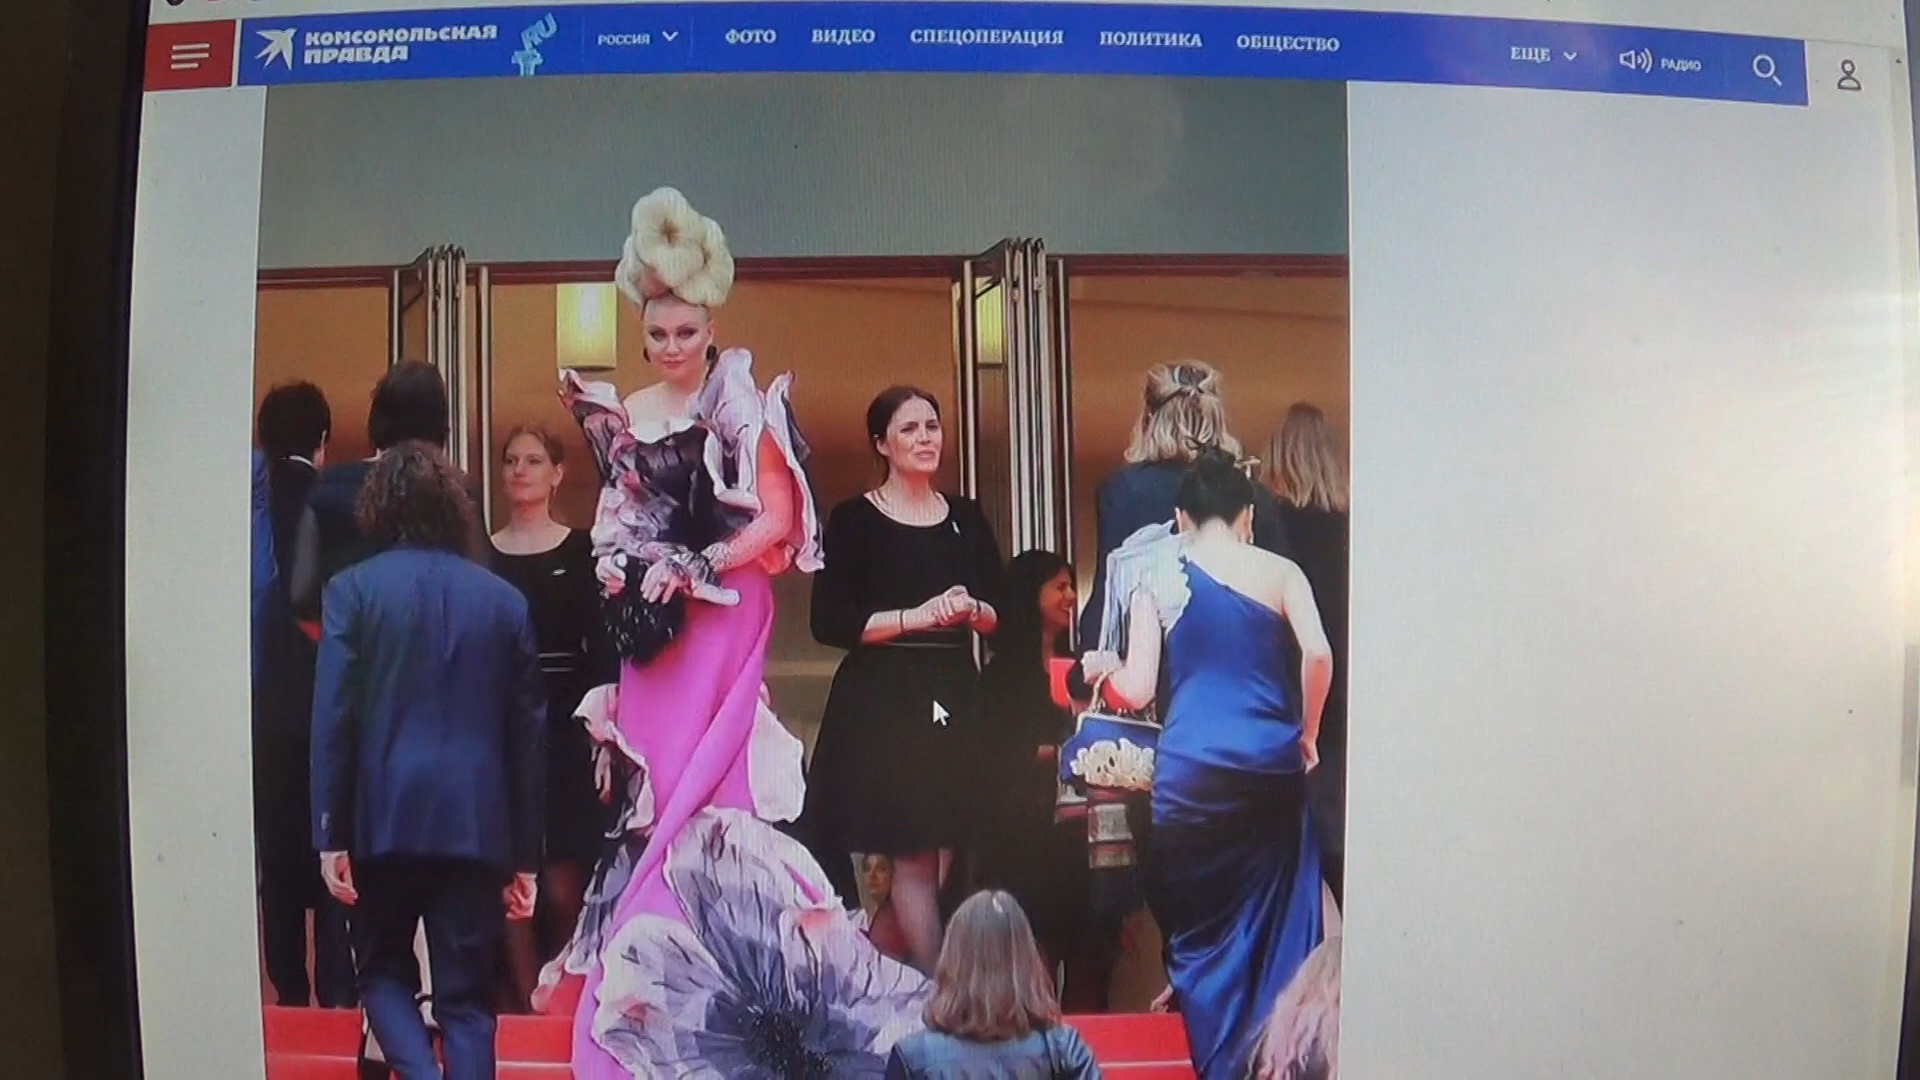 КОМСОМОЛЬСКАЯ
ПРАВДА
RU
РОССИЯ
ФОТО
ВИДЕО
СПЕЦОПЕРАЦИЯ
ПОЛИТИКА
ОБЩЕСТВО
ЕЩЕ
РАДИО